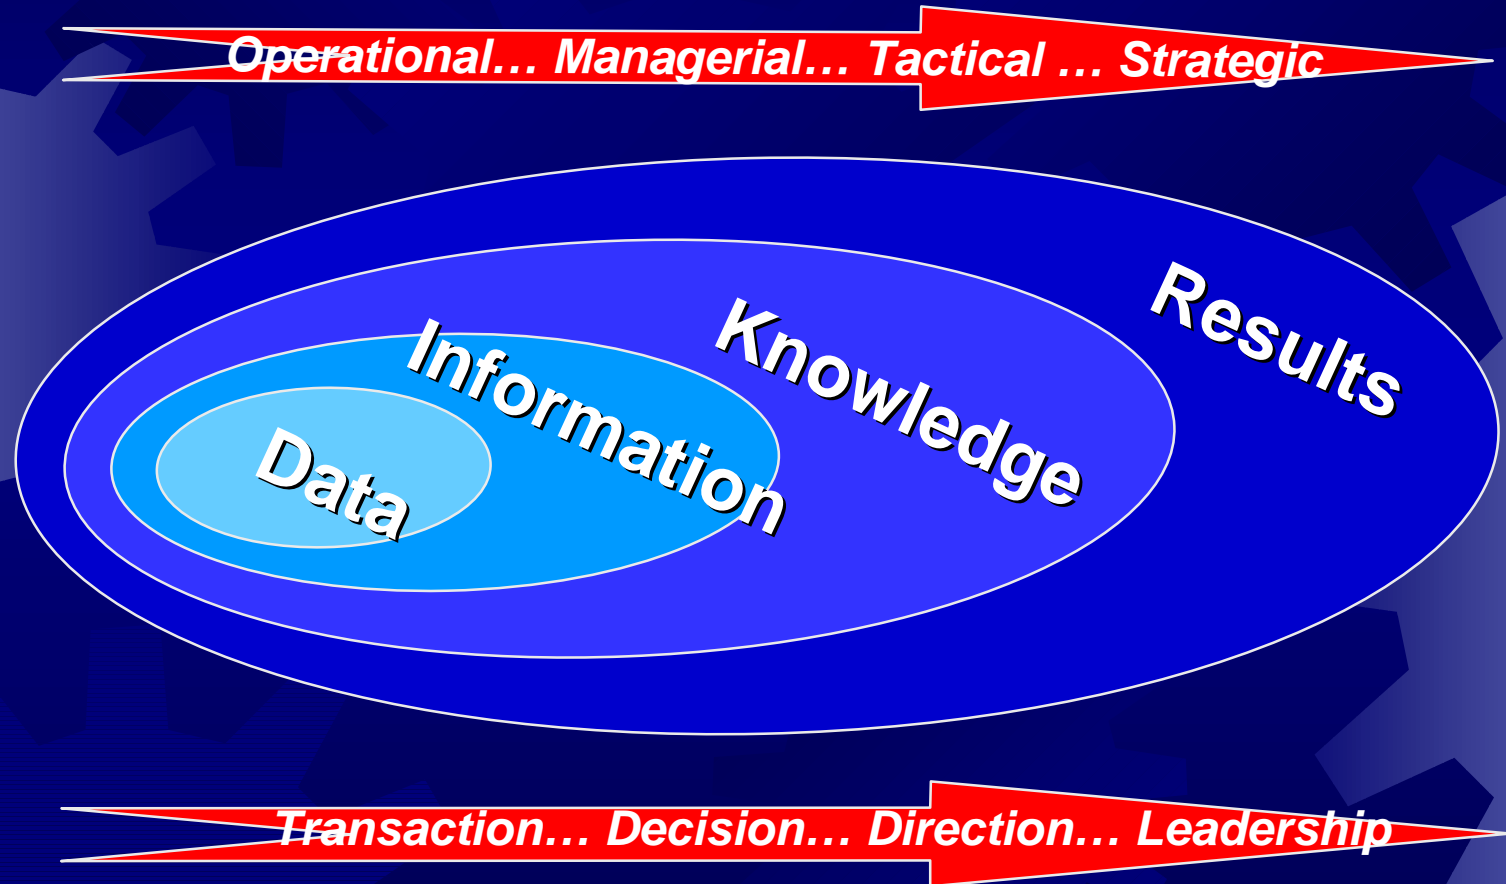 Operational… Managerial… Tactical … Strategic
Results
Knowledge
Information
Data
Transaction… Decision… Direction… Leadership